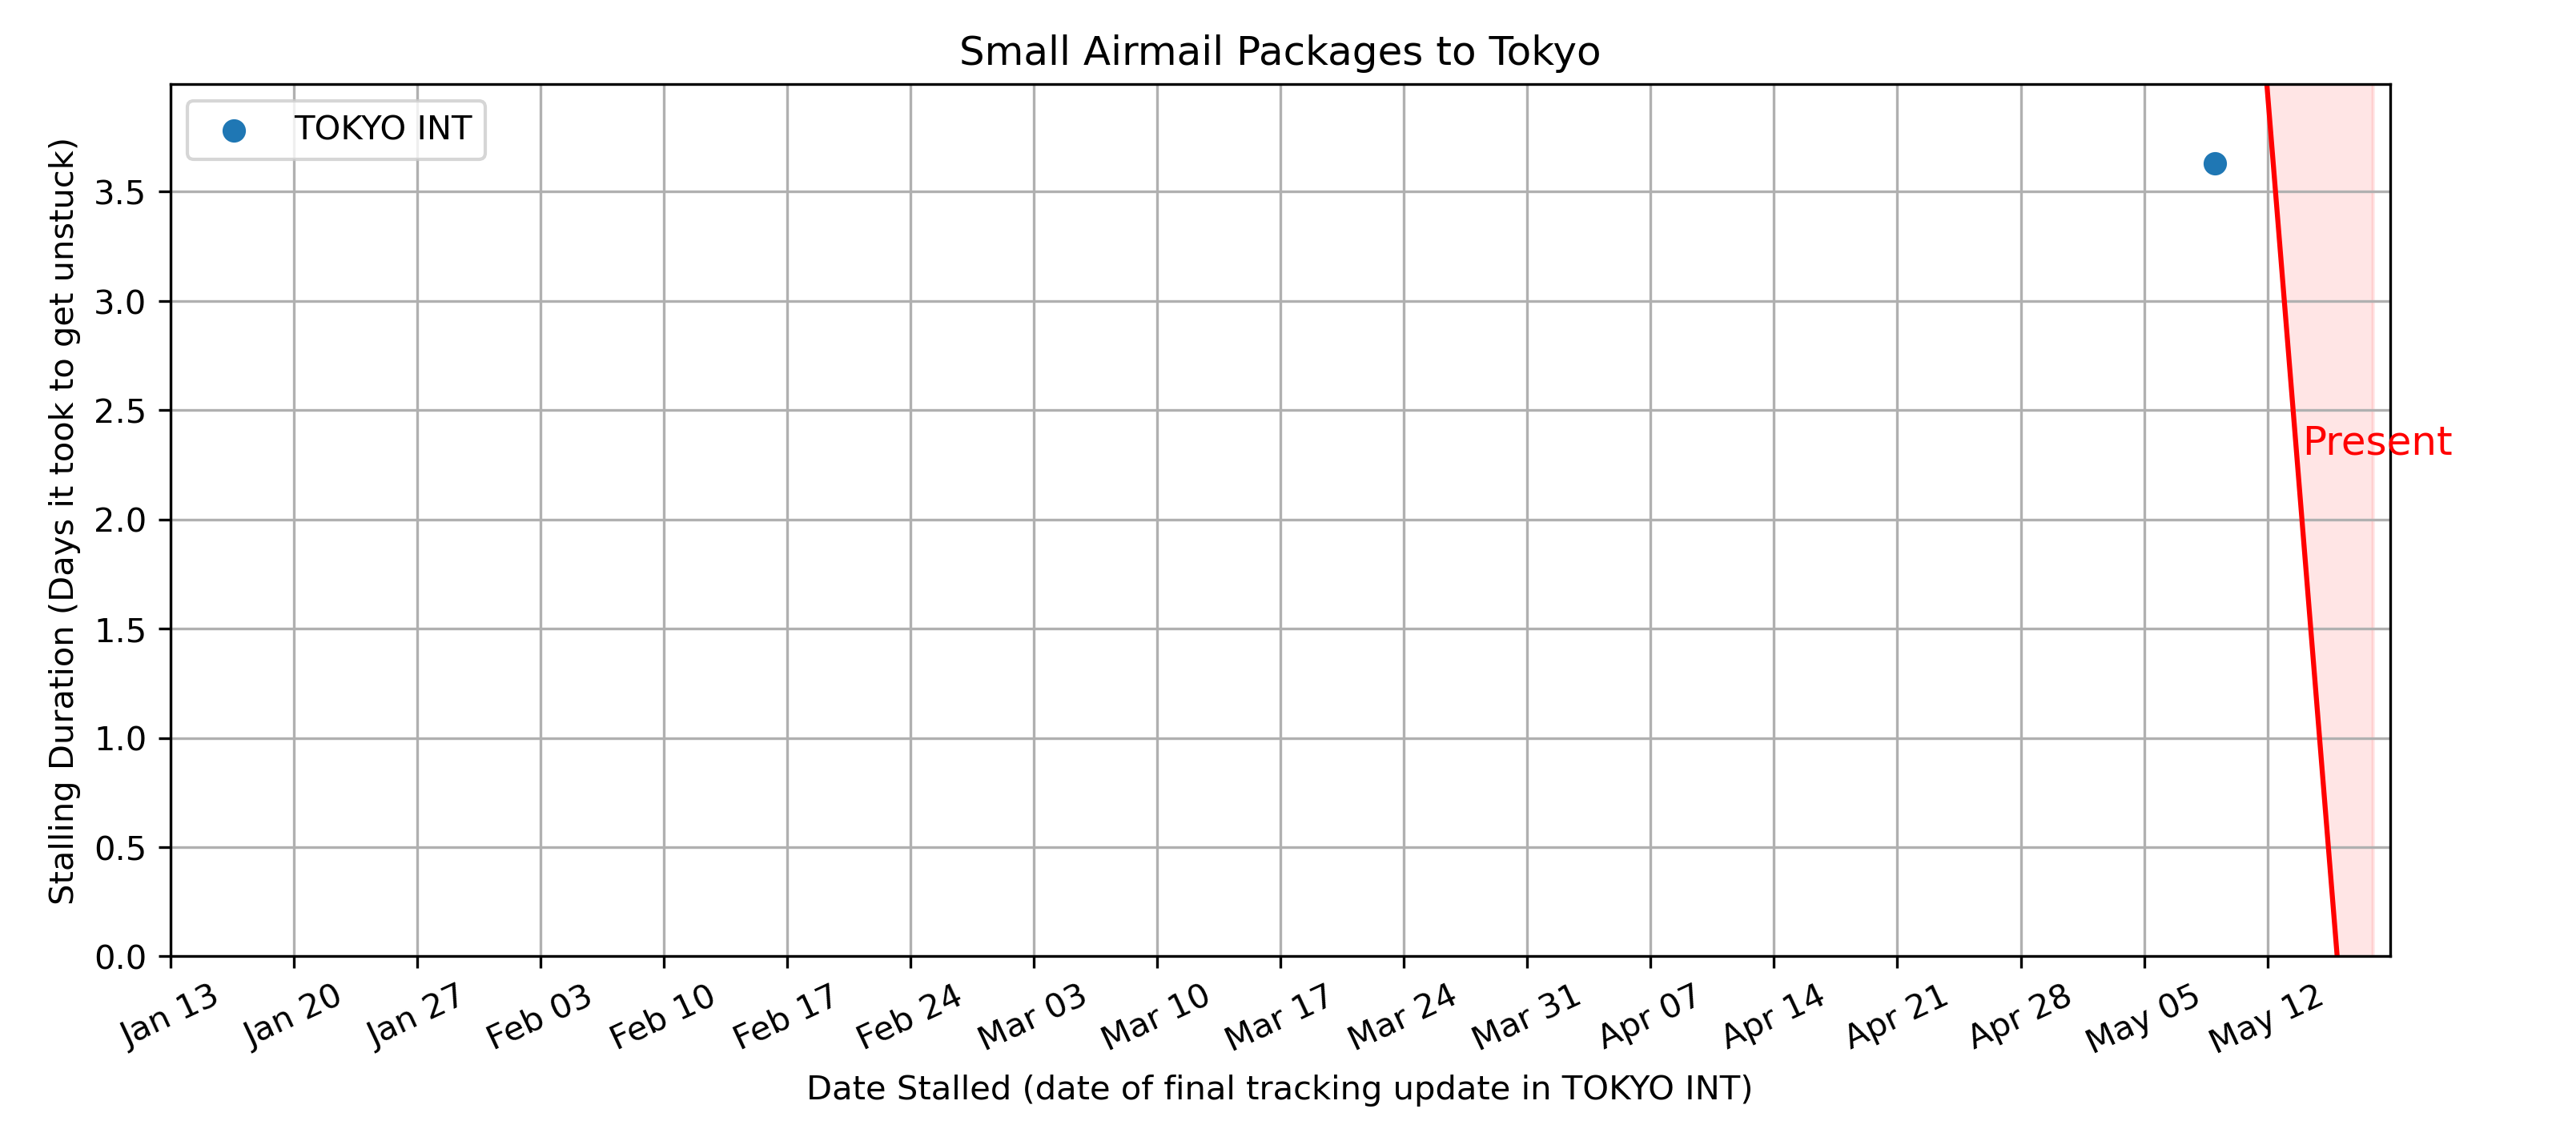 Small Airmail Packages to Tokyo
TOKYO INT
Stalling Duration (Days it took to get unstuck)
3.5
3.0
2.5
2.0
1.5
1.0
0.5
0.0
Present
Jan 13
Jan 20
Jan 27
Feb 03
Feb 10
Feb 17
Feb 24
Mar 03
Mar 10
Mar 17
Mar 24
Mar 31
Apr 07
Apr 14
Apr 21
Apr 28
May 05
May 12
Date Stalled (date of final tracking update in TOKYO INT)